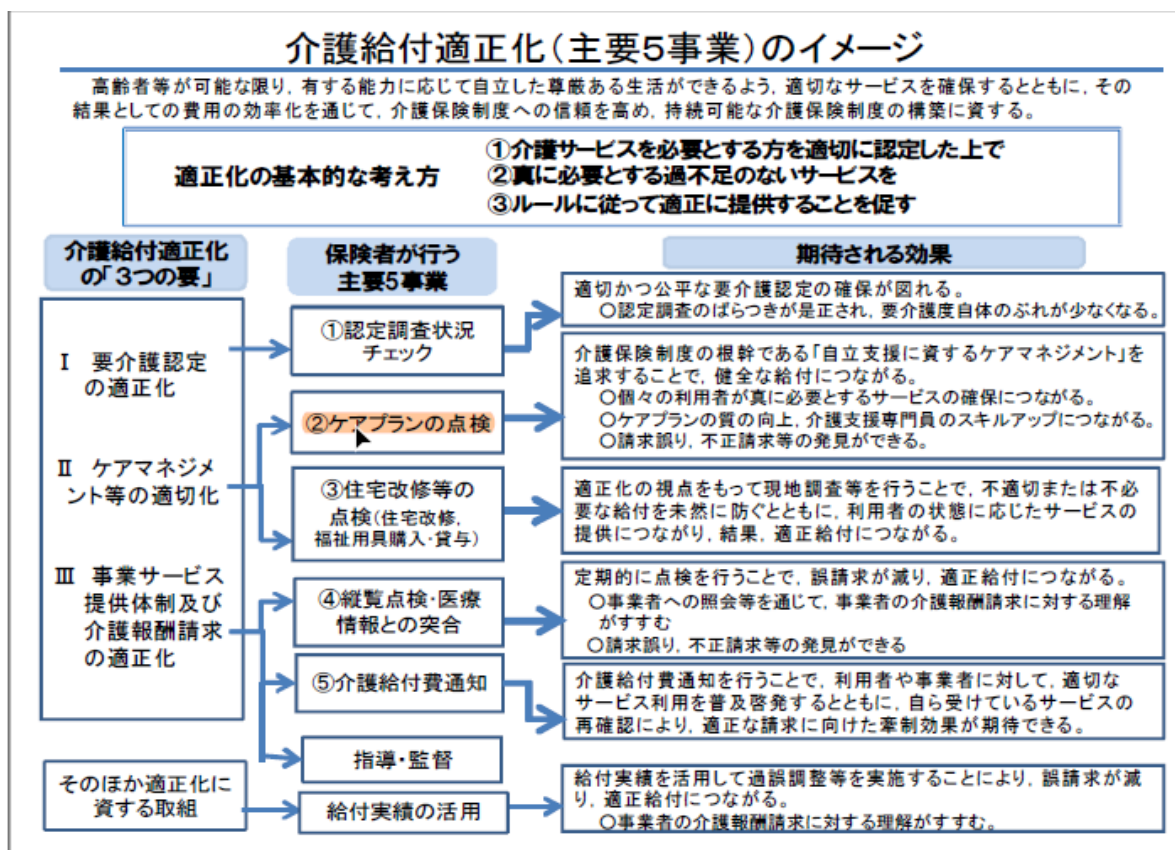 介護給付適正化(主要5事業)のイメージ
高齢者等が可能な限り，有する能力に応じて自立した尊厳ある生活ができるよう，適切なサービスを確保するとともに，その
結果としての費用の効率化を通じて，介護保険制度への信頼を高め，持続可能な介護保険制度の構築に資する。
適正化の基本的な考え方
①介護サービスを必要とする方を適切に認定した上で
②真に必要とする過不足のないサービスを
③ルールに従って適正に提供することを促す
介護給付適正化
の「3つの要」
保険者が行う
主要5事業
期待される効果
Ⅰ 要介護認定
の適正化
Ⅱ ケアマネジメ
ント等の適切化
Ⅲ 事業サービス
提供体制及び
介護報酬請求
の適正化
そのほか適正化に
資する取組
①認定調査状況
チェック
②ケアプランの点検
③住宅改修等の
点検(住宅改修，
福祉用具購入・貸与)
④縦覧点検・医療
情報との突合
⑤介護給付費通知
指導・監督
給付実績の活用
適切かつ公平な要介護認定の確保が図れる。
○認定調査のばらつきが是正され，要介護度自体のぶれが少なくなる。
介護保険制度の根幹である「自立支援に資するケアマネジメント」を
追求することで，健全な給付につながる。
○個々の利用者が真に必要とするサービスの確保につながる。
○ケアプランの質の向上，介護支援専門員のスキルアップにつながる。
○請求誤り，不正請求等の発見ができる。
適正化の視点をもって現地調査等を行うことで，不適切または不必
要な給付を未然に防ぐとともに，利用者の状態に応じたサービスの
提供につながり，結果，適正給付につながる。
定期的に点検を行うことで，誤請求が減り，適正給付につながる。
○事業者への照会等を通じて，事業者の介護報酬請求に対する理解
がすすむ
○請求誤り，不正請求等の発見ができる
介護給付費通知を行うことで，利用者や事業者に対して，適切な
サービス利用を普及啓発するとともに，自ら受けているサービスの
再確認により，適正な請求に向けた牽制効果が期待できる。
給付実績を活用して過誤調整等を実施することにより，誤請求が減
り，適正給付につながる。
○事業者の介護報酬請求に対する理解がすすむ。